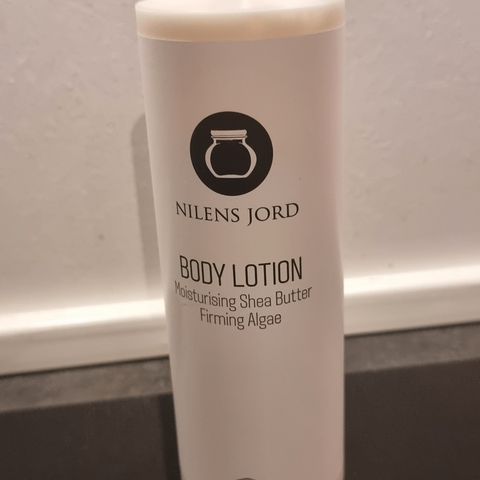 NILENS JORD
BODY LOTION
Moisturising Shea Butter
Firming Algae